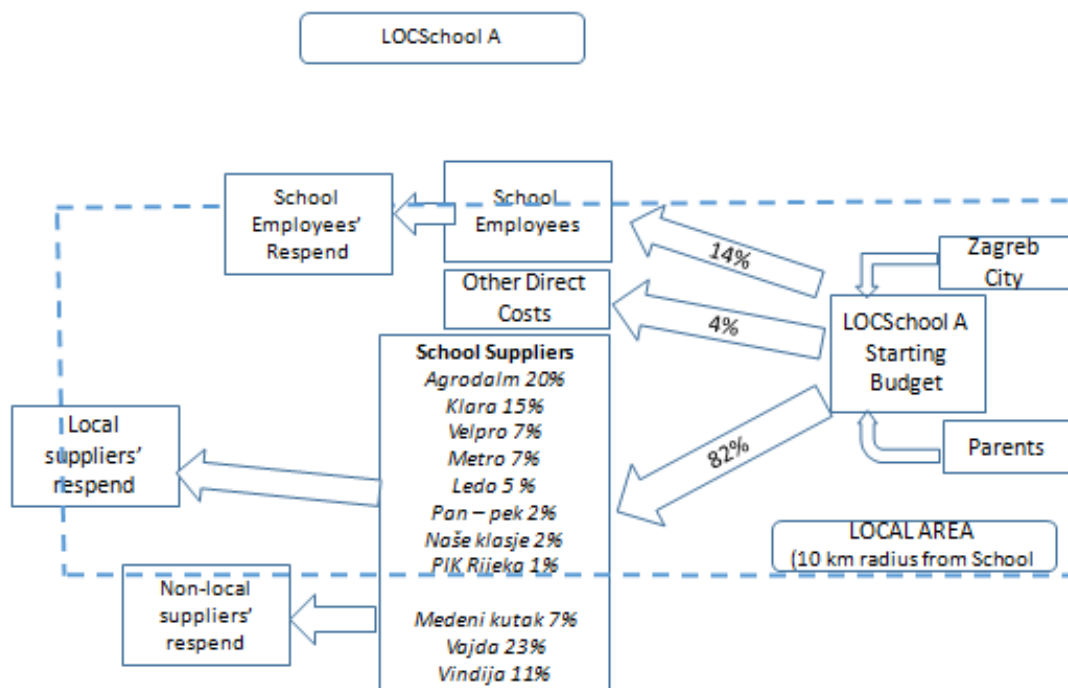 LOCSchool A
School
Employees'
Respend
School
Employees
14%
Zagreb
City
Other Direct
Costs
4%
LOCSchool A
Starting
Budget
School Suppliers
Agrodalm 20%
Klara 15%
Velpro 7%
Metro 7%
Ledo 5 %
Pan – pek 2%
Naše klasje 2%
PIK Rijeka 1%
Medeni kutak 7%
Vajda 23%
Vindija 11%
82%
Parents
Local
suppliers'
respend
LOCAL AREA
(10 km radius from School
Non-local
suppliers'
respend